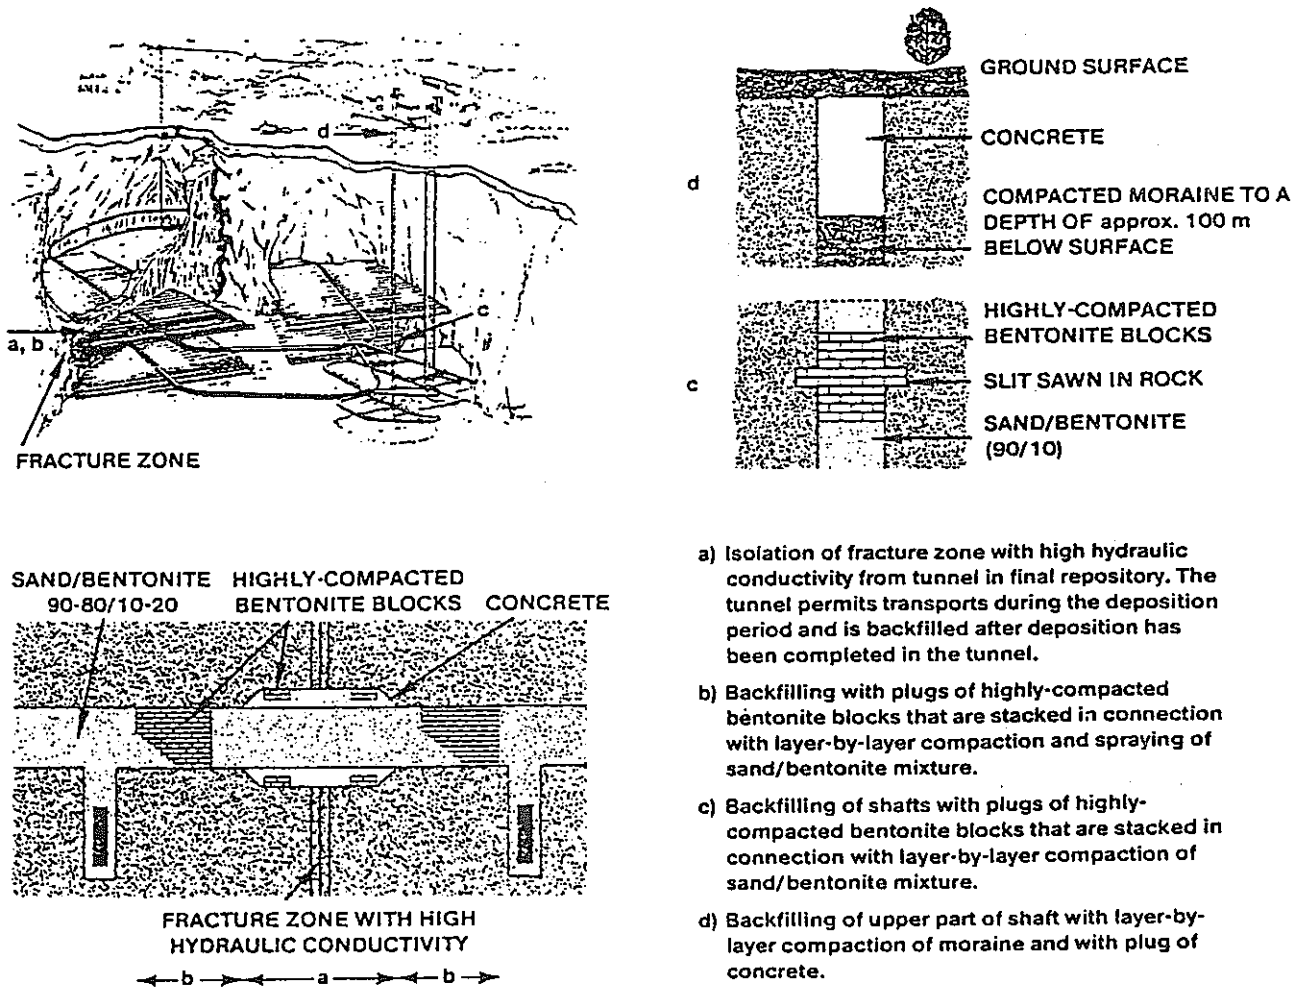 d
a, b
c
FRACTURE ZONE
d
GROUND SURFACE
CONCRETE
COMPACTED MORAINE TO A
DEPTH OF approx. 100 m
BELOW SURFACE
c
HIGHLY-COMPACTED
BENTONITE BLOCKS
SLIT SAWN IN ROCK
SAND/BENTONITE
(90/10)
SAND/BENTONITE
90-80/10-20
HIGHLY-COMPACTED
BENTONITE BLOCKS
CONCRETE
FRACTURE ZONE WITH HIGH
HYDRAULIC CONDUCTIVITY
b a b
a) Isolation of fracture zone with high hydraulic
conductivity from tunnel in final repository. The
tunnel permits transports during the deposition
period and is backfilled after deposition has
been completed in the tunnel.
b) Backfilling with plugs of highly-compacted
bentonite blocks that are stacked in connection
with layer-by-layer compaction and spraying of
sand/bentonite mixture.
c) Backfilling of shafts with plugs of highly-
compacted bentonite blocks that are stacked in
connection with layer-by-layer compaction of
sand/bentonite mixture.
d) Backfilling of upper part of shaft with layer-by-
layer compaction of moraine and with plug of
concrete.